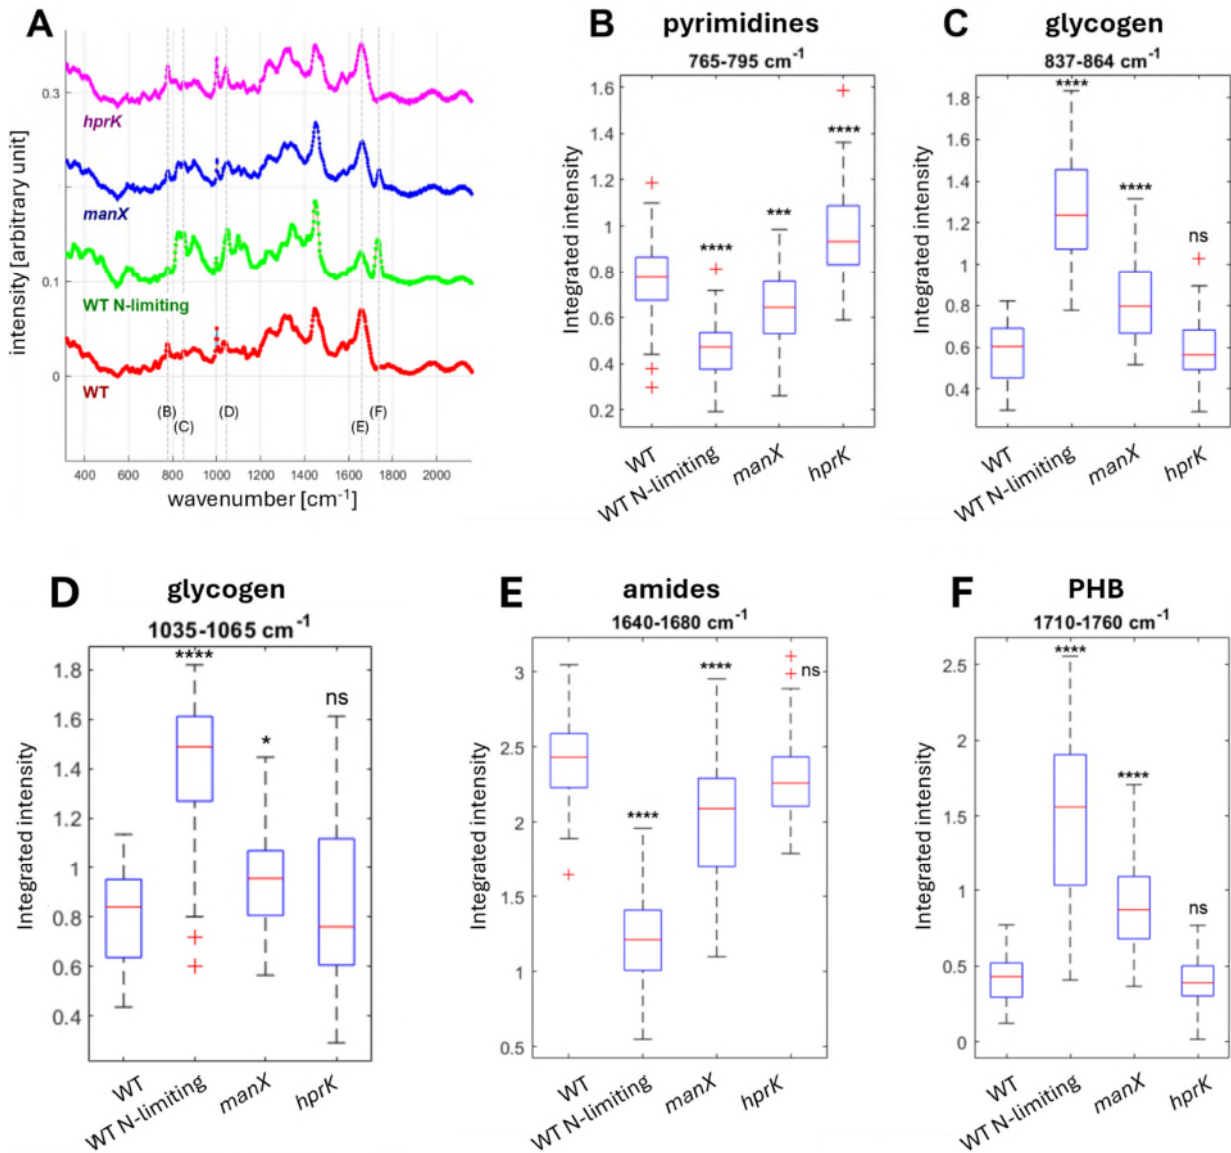 A
intensity [arbitrary unit]
0.3
0.1
0
hprK
manX
WT N-limiting
WT
(B)
(C)
(D)
(E)
(F)
400 600 800 1000 1200 1400 1600 1800 2000
wavenumber [cm-1]
B
pyrimidines
765-795 cm-1
Integrated intensity
1.6
1.4
1.2
1
0.8
0.6
0.4
0.2
****
***
****
WT
WT N-limiting
manX
hprK
C
glycogen
837-864 cm-1
Integrated intensity
1.8
1.6
1.4
1.2
1
0.8
0.6
0.4
****
****
ns
WT
WT N-limiting
manX
hprK
D
glycogen
1035-1065 cm-1
Integrated intensity
1.8
1.6
1.4
1.2
1
0.8
0.6
0.4
****
*
ns
WT
WT N-limiting
manX
hprK
E
amides
1640-1680 cm-1
Integrated intensity
3
2.5
2
1.5
1
0.5
****
****
ns
WT
WT N-limiting
manX
hprK
F
PHB
1710-1760 cm-1
Integrated intensity
2.5
2
1.5
1
0.5
0
****
****
ns
WT
WT N-limiting
manX
hprK